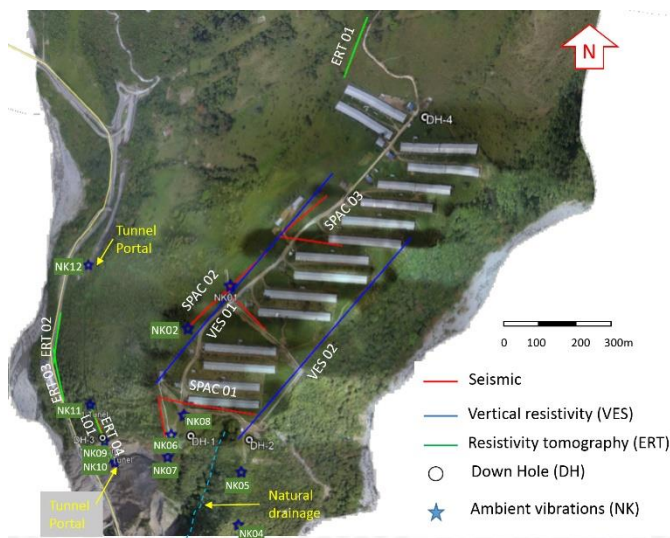 ERT 01
N
DH-4
SPAC 03
Tunnel
Portal
NK12
SPAC 02
NK01
NK02
VES 01
VES 02
ERT 02
ERT-03
SPAC 01
NK11
L01
ERT 04
NK08
NK06
DH-1
DH-2
SH-3
NK09
NK10
NK07
NK05
Tunnel
Portal
Natural
drainage
NK04
0 100 200 300m
Seismic
Vertical resistivity (VES)
Resistivity tomography (ERT)
Down Hole (DH)
Ambient vibrations (NK)